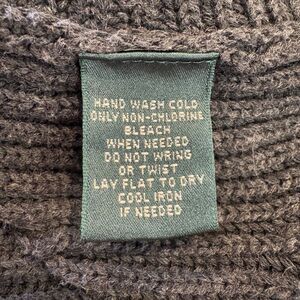 HAND WASH COLD
ONLY NON-CHLORINE
BLEACH
WHEN NEEDED
DO NOT WRING
OR TWIST
LAY FLAT TO DRY
COOL IRON
IF NEEDED